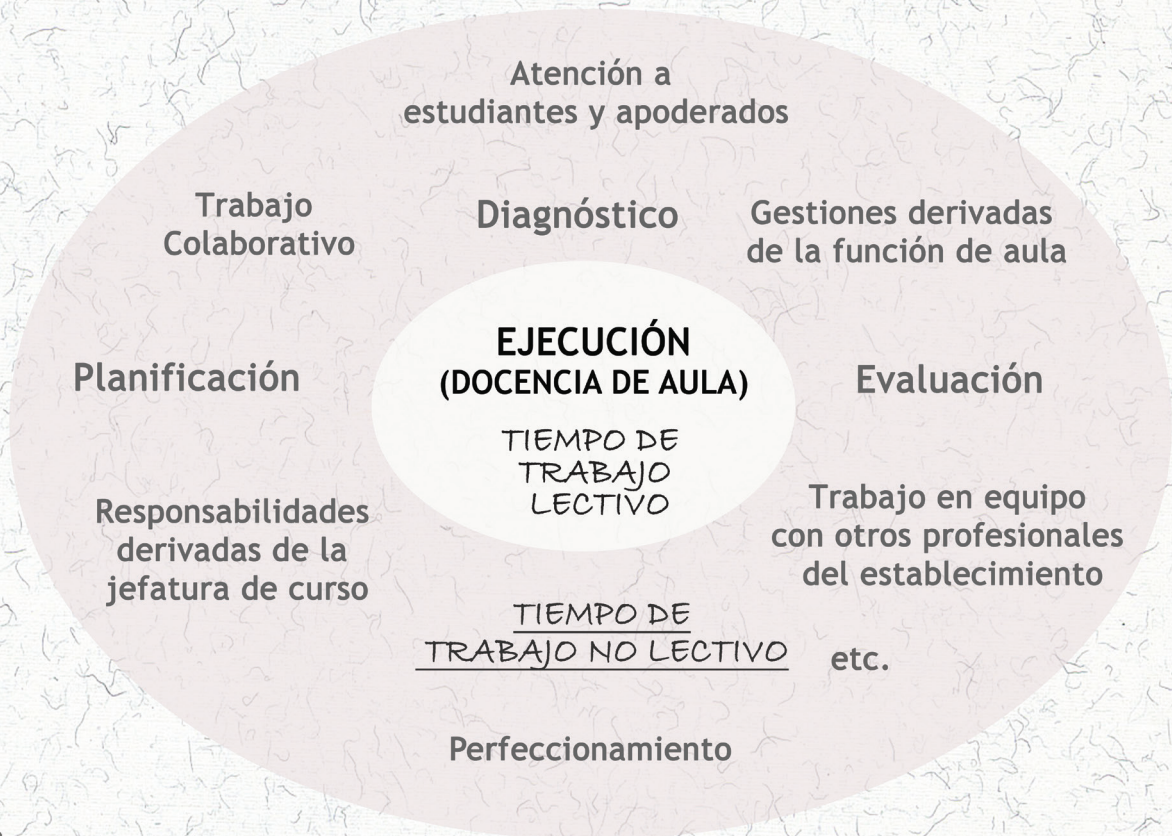 Atención a
estudiantes y apoderados
Trabajo
Colaborativo
Diagnóstico
Gestiones derivadas
de la función de aula
EJECUCIÓN
(DOCENCIA DE AULA)
TIEMPO DE
TRABAJO
LECTIVO
Planificación
Evaluación
Responsabilidades
derivadas de la
jefatura de curso
Trabajo en equipo
con otros profesionales
del establecimiento
TIEMPO DE
TRABAJO NO LECTIVO
etc.
Perfeccionamiento